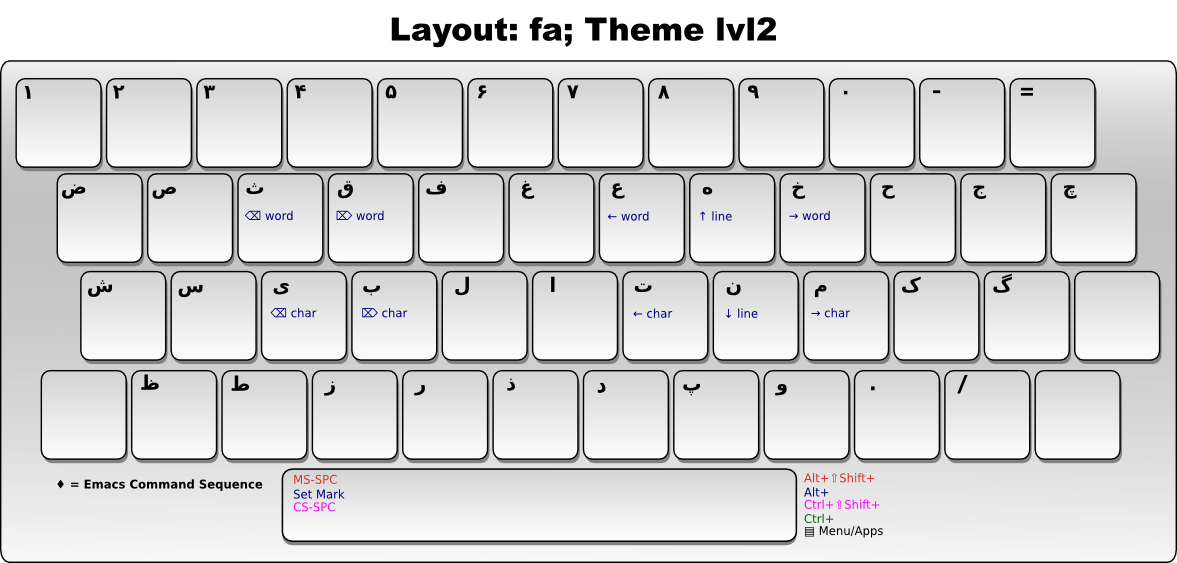 Layout: fa; Theme lvl2
۱ ۲ ۳ ۴ ۵ ۶ ۷ ۸ ۹ ۰ - =
ض ص ث ق ف غ ع ه خ ح ج چ
⌫ word ⌦ word ← word ↑ line → word
ش س ی ب ل ا ت ن م ک گ
⌫ char ⌦ char ← char ↓ line → char
ظ ط ز ر ذ د پ و . /
♦ = Emacs Command Sequence
MS-SPC
Set Mark
CS-SPC
Alt+⇧Shift+
Alt+
Ctrl+⇧Shift+
Ctrl+
▤ Menu/Apps